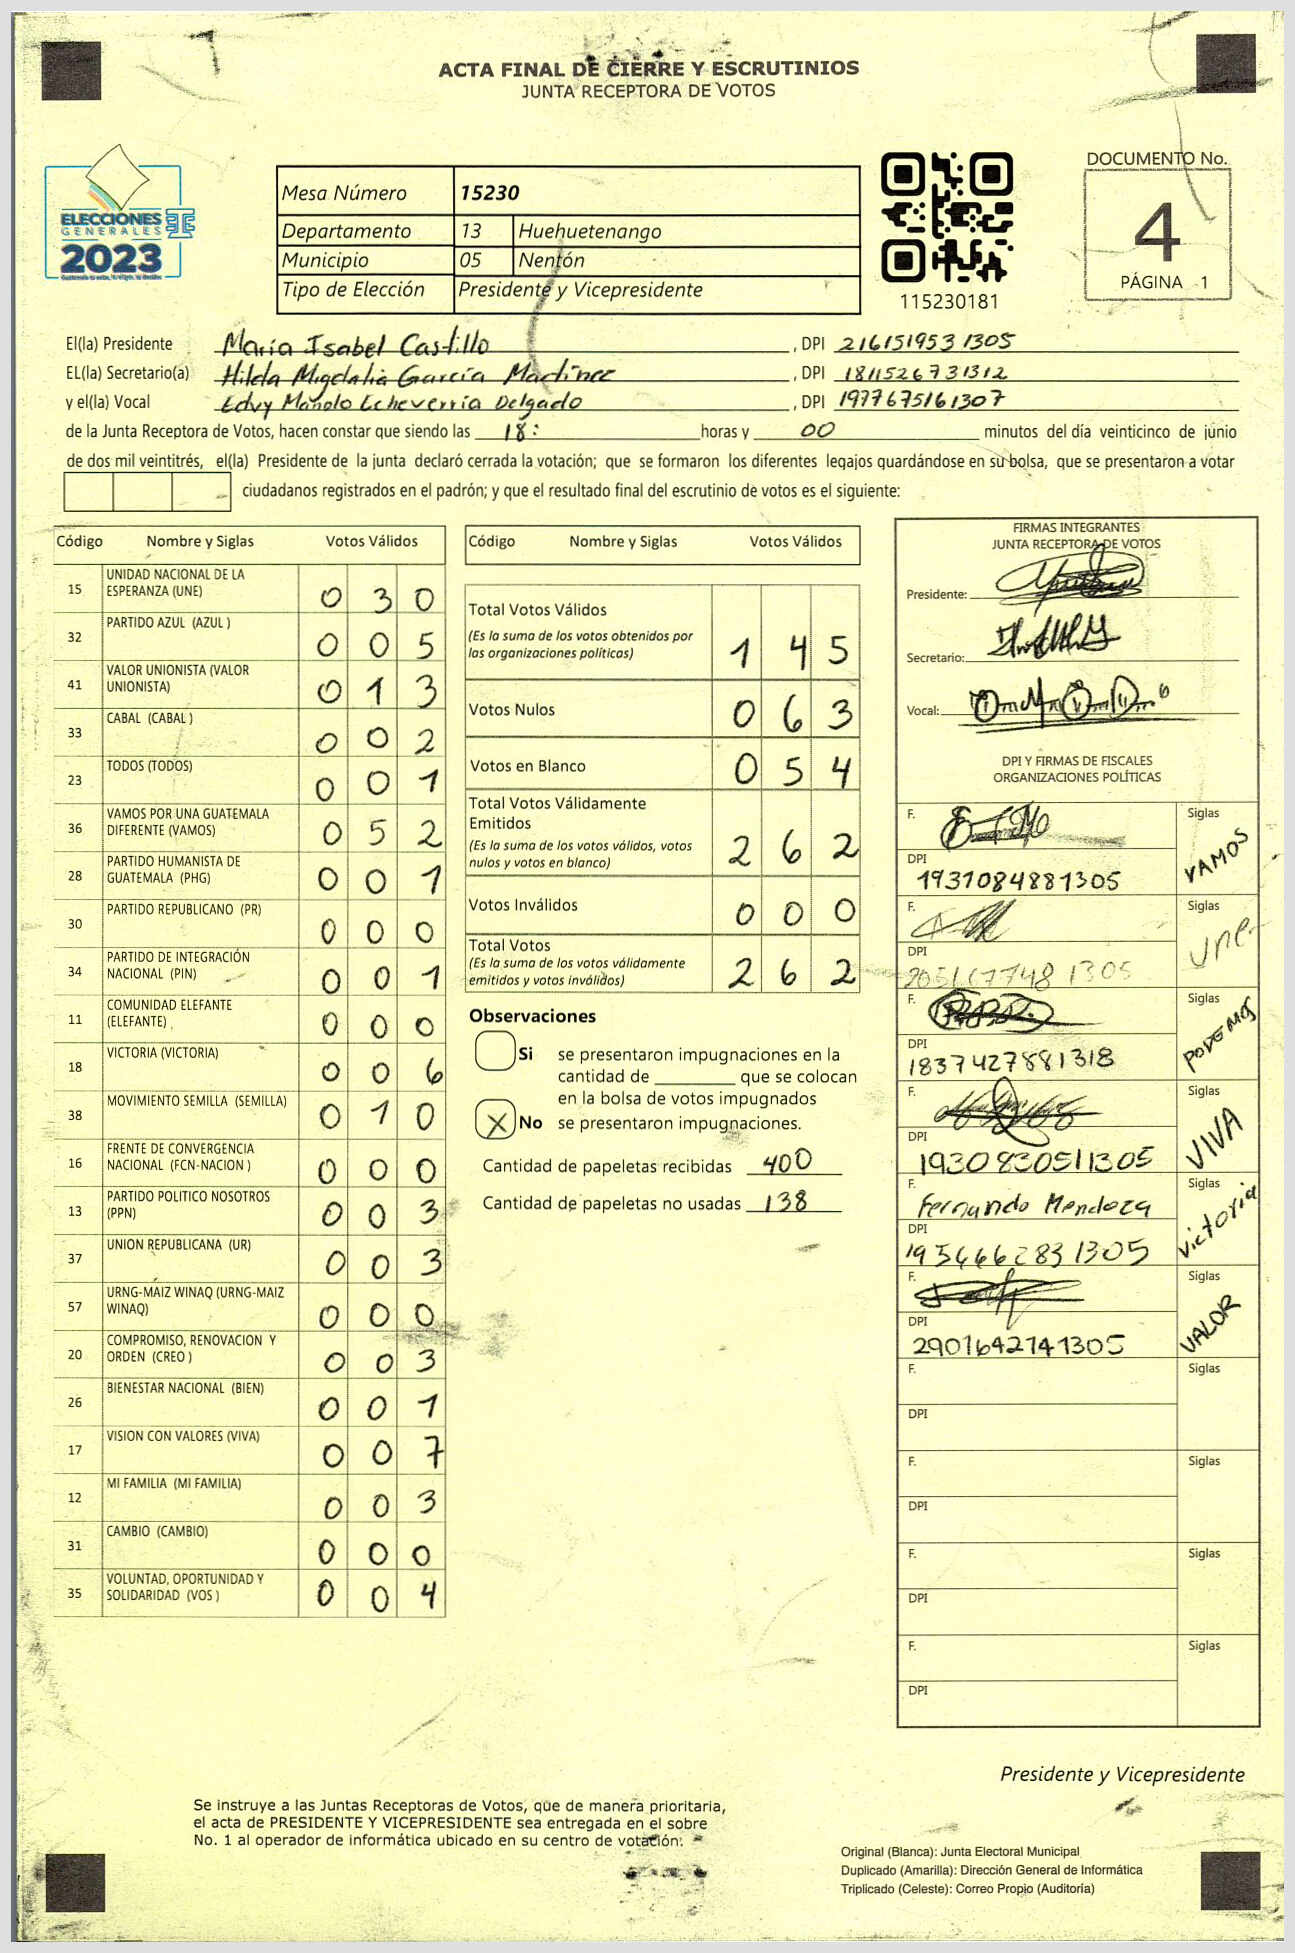 ACTA FINAL DE CIERRE Y ESCRUTINIOS
JUNTA RECEPTORA DE VOTOS
ELECCIONES
GENERALES
2023
Mesa Número 15230
Departamento 13 Huehuetenango
Municipio 05 Nentón
Tipo de Elección Presidente y Vicepresidente
115230181
DOCUMENTO No.
4
PÁGINA 1
El(la) Presidente María Isabel Castillo , DPI 216151953 1305
EL(la) Secretario(a) Hilda Migdalia García Martínez , DPI 1811526731312
y el(la) Vocal Edvy Manolo Echeverría Delgado , DPI 1977675161307
de la Junta Receptora de Votos, hacen constar que siendo las 18: horas y 00 minutos del día veinticinco de junio
de dos mil veintitrés, el(la) Presidente de la junta declaró cerrada la votación; que se formaron los diferentes legajos guardándose en su bolsa, que se presentaron a votar
ciudadanos registrados en el padrón; y que el resultado final del escrutinio de votos es el siguiente:
Código Nombre y Siglas Votos Válidos
15 UNIDAD NACIONAL DE LA ESPERANZA (UNE) 0 3 0
32 PARTIDO AZUL (AZUL ) 0 0 5
41 VALOR UNIONISTA (VALOR UNIONISTA) 0 1 3
33 CABAL (CABAL ) 0 0 2
23 TODOS (TODOS) 0 0 1
36 VAMOS POR UNA GUATEMALA DIFERENTE (VAMOS) 0 5 2
28 PARTIDO HUMANISTA DE GUATEMALA (PHG) 0 0 1
30 PARTIDO REPUBLICANO (PR) 0 0 0
34 PARTIDO DE INTEGRACIÓN NACIONAL (PIN) 0 0 1
11 COMUNIDAD ELEFANTE (ELEFANTE) 0 0 0
18 VICTORIA (VICTORIA) 0 0 6
38 MOVIMIENTO SEMILLA (SEMILLA) 0 1 0
16 FRENTE DE CONVERGENCIA NACIONAL (FCN-NACION ) 0 0 0
13 PARTIDO POLITICO NOSOTROS (PPN) 0 0 3
37 UNION REPUBLICANA (UR) 0 0 3
57 URNG-MAIZ WINAQ (URNG-MAIZ WINAQ) 0 0 0
20 COMPROMISO, RENOVACION Y ORDEN (CREO ) 0 0 3
26 BIENESTAR NACIONAL (BIEN) 0 0 1
17 VISION CON VALORES (VIVA) 0 0 7
12 MI FAMILIA (MI FAMILIA) 0 0 3
31 CAMBIO (CAMBIO) 0 0 0
35 VOLUNTAD, OPORTUNIDAD Y SOLIDARIDAD (VOS ) 0 0 4
Código Nombre y Siglas Votos Válidos
Total Votos Válidos 1 4 5
(Es la suma de los votos obtenidos por
las organizaciones políticas)
Votos Nulos 0 6 3
Votos en Blanco 0 5 4
Total Votos Válidamente
Emitidos 2 6 2
(Es la suma de los votos válidos, votos
nulos y votos en blanco)
Votos Inválidos 0 0 0
Total Votos 2 6 2
(Es la suma de los votos válidamente
emitidos y votos inválidos)
Observaciones
Si se presentaron impugnaciones en la
cantidad de ________ que se colocan
en la bolsa de votos impugnados
X No se presentaron impugnaciones.
Cantidad de papeletas recibidas 400
Cantidad de papeletas no usadas 138
FIRMAS INTEGRANTES
JUNTA RECEPTORA DE VOTOS
Presidente:
Secretario:
Vocal:
DPI Y FIRMAS DE FISCALES
ORGANIZACIONES POLÍTICAS
F. Siglas VAMOS
DPI 1931084881305
F. Siglas une
DPI 205167748 1305
F. Siglas PODEMOS
DPI 1837427881318
F. Siglas VIVA
DPI 1930830511305
F. Fernando Mendoza Siglas victoria
DPI 1954662831305
F. Siglas VALOR
DPI 2901642741305
F. Siglas
DPI
F. Siglas
DPI
F. Siglas
DPI
F. Siglas
DPI
Presidente y Vicepresidente
Se instruye a las Juntas Receptoras de Votos, que de manera prioritaria,
el acta de PRESIDENTE Y VICEPRESIDENTE sea entregada en el sobre
No. 1 al operador de informática ubicado en su centro de votación.
Original (Blanca): Junta Electoral Municipal
Duplicado (Amarilla): Dirección General de Informática
Triplicado (Celeste): Correo Propio (Auditoría)